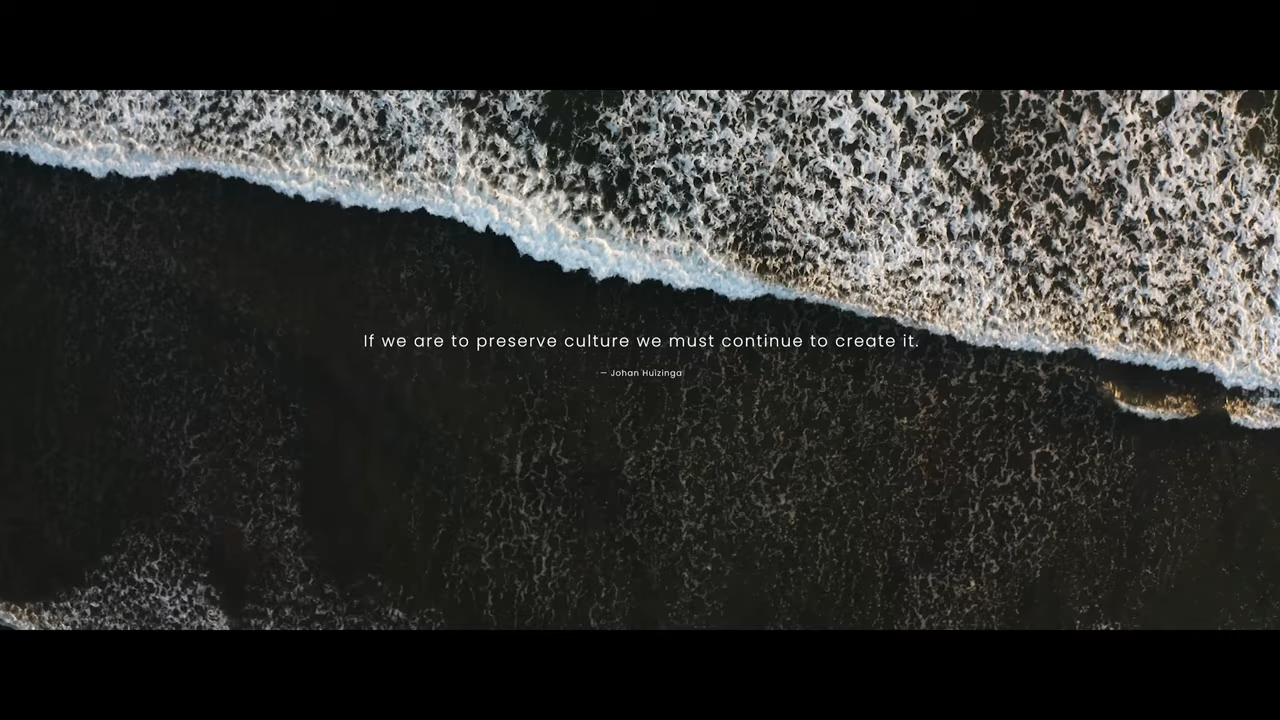 If we are to preserve culture we must continue to create it.
— Johan Huizinga